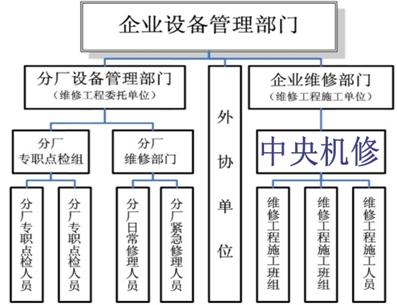 企业设备管理部门
分厂设备管理部门
（维修工程委托单位）
外协单位
企业维修部门
（维修工程施工单位）
分厂
专职点检组
分厂
维修部门
中央机修
分厂专职点检人员
分厂专职点检人员
分厂日常修理人员
分厂紧急修理人员
维修工程施工班组
维修工程施工班组
维修工程施工人员